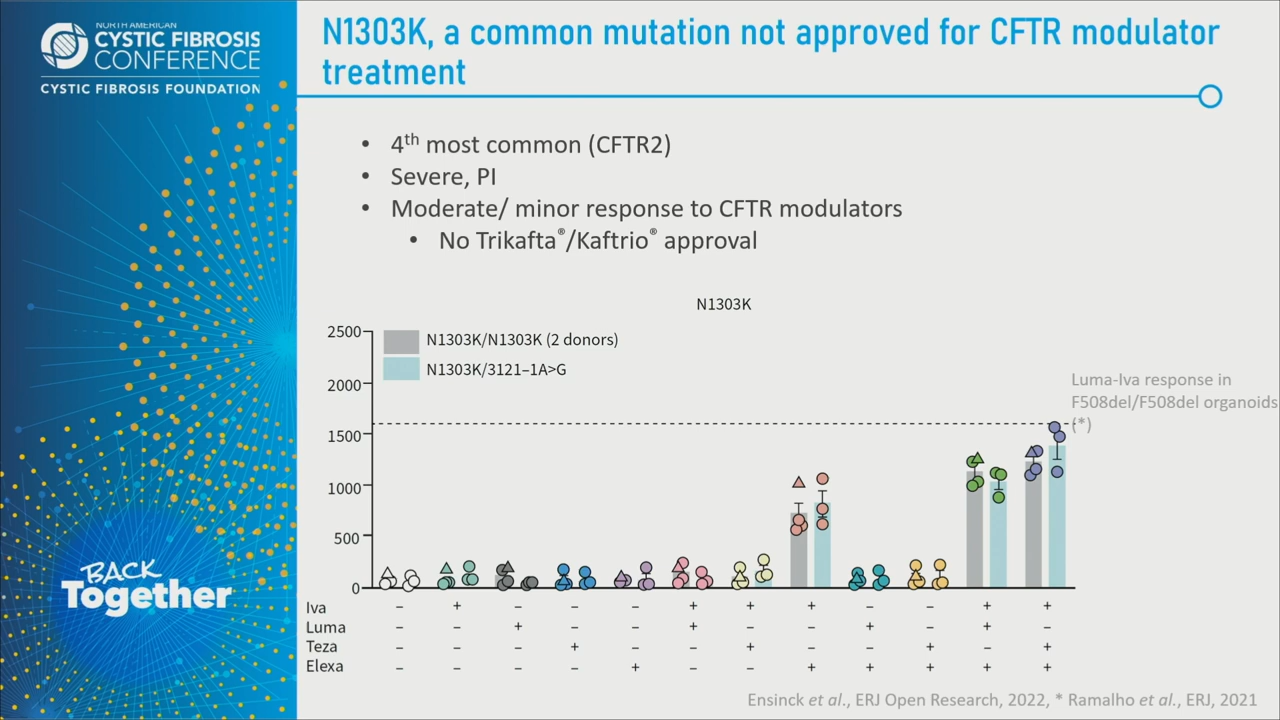 NORTH AMERICAN
CYSTIC FIBROSIS
CONFERENCE
CYSTIC FIBROSIS FOUNDATION
BACK
Together
N1303K, a common mutation not approved for CFTR modulator
treatment
• 4th most common (CFTR2)
• Severe, PI
• Moderate/ minor response to CFTR modulators
• No Trikafta®/Kaftrio® approval
N1303K
2500
2000
1500
1000
500
0
N1303K/N1303K (2 donors)
N1303K/3121–1A>G
Luma-Iva response in
F508del/F508del organoids
(*)
Iva – + – – – + + + – – + +
Luma – – + – – + – – + – + –
Teza – – – + – – + – – + – +
Elexa – – – – + – – + + + + +
Ensinck et al., ERJ Open Research, 2022, * Ramalho et al., ERJ, 2021